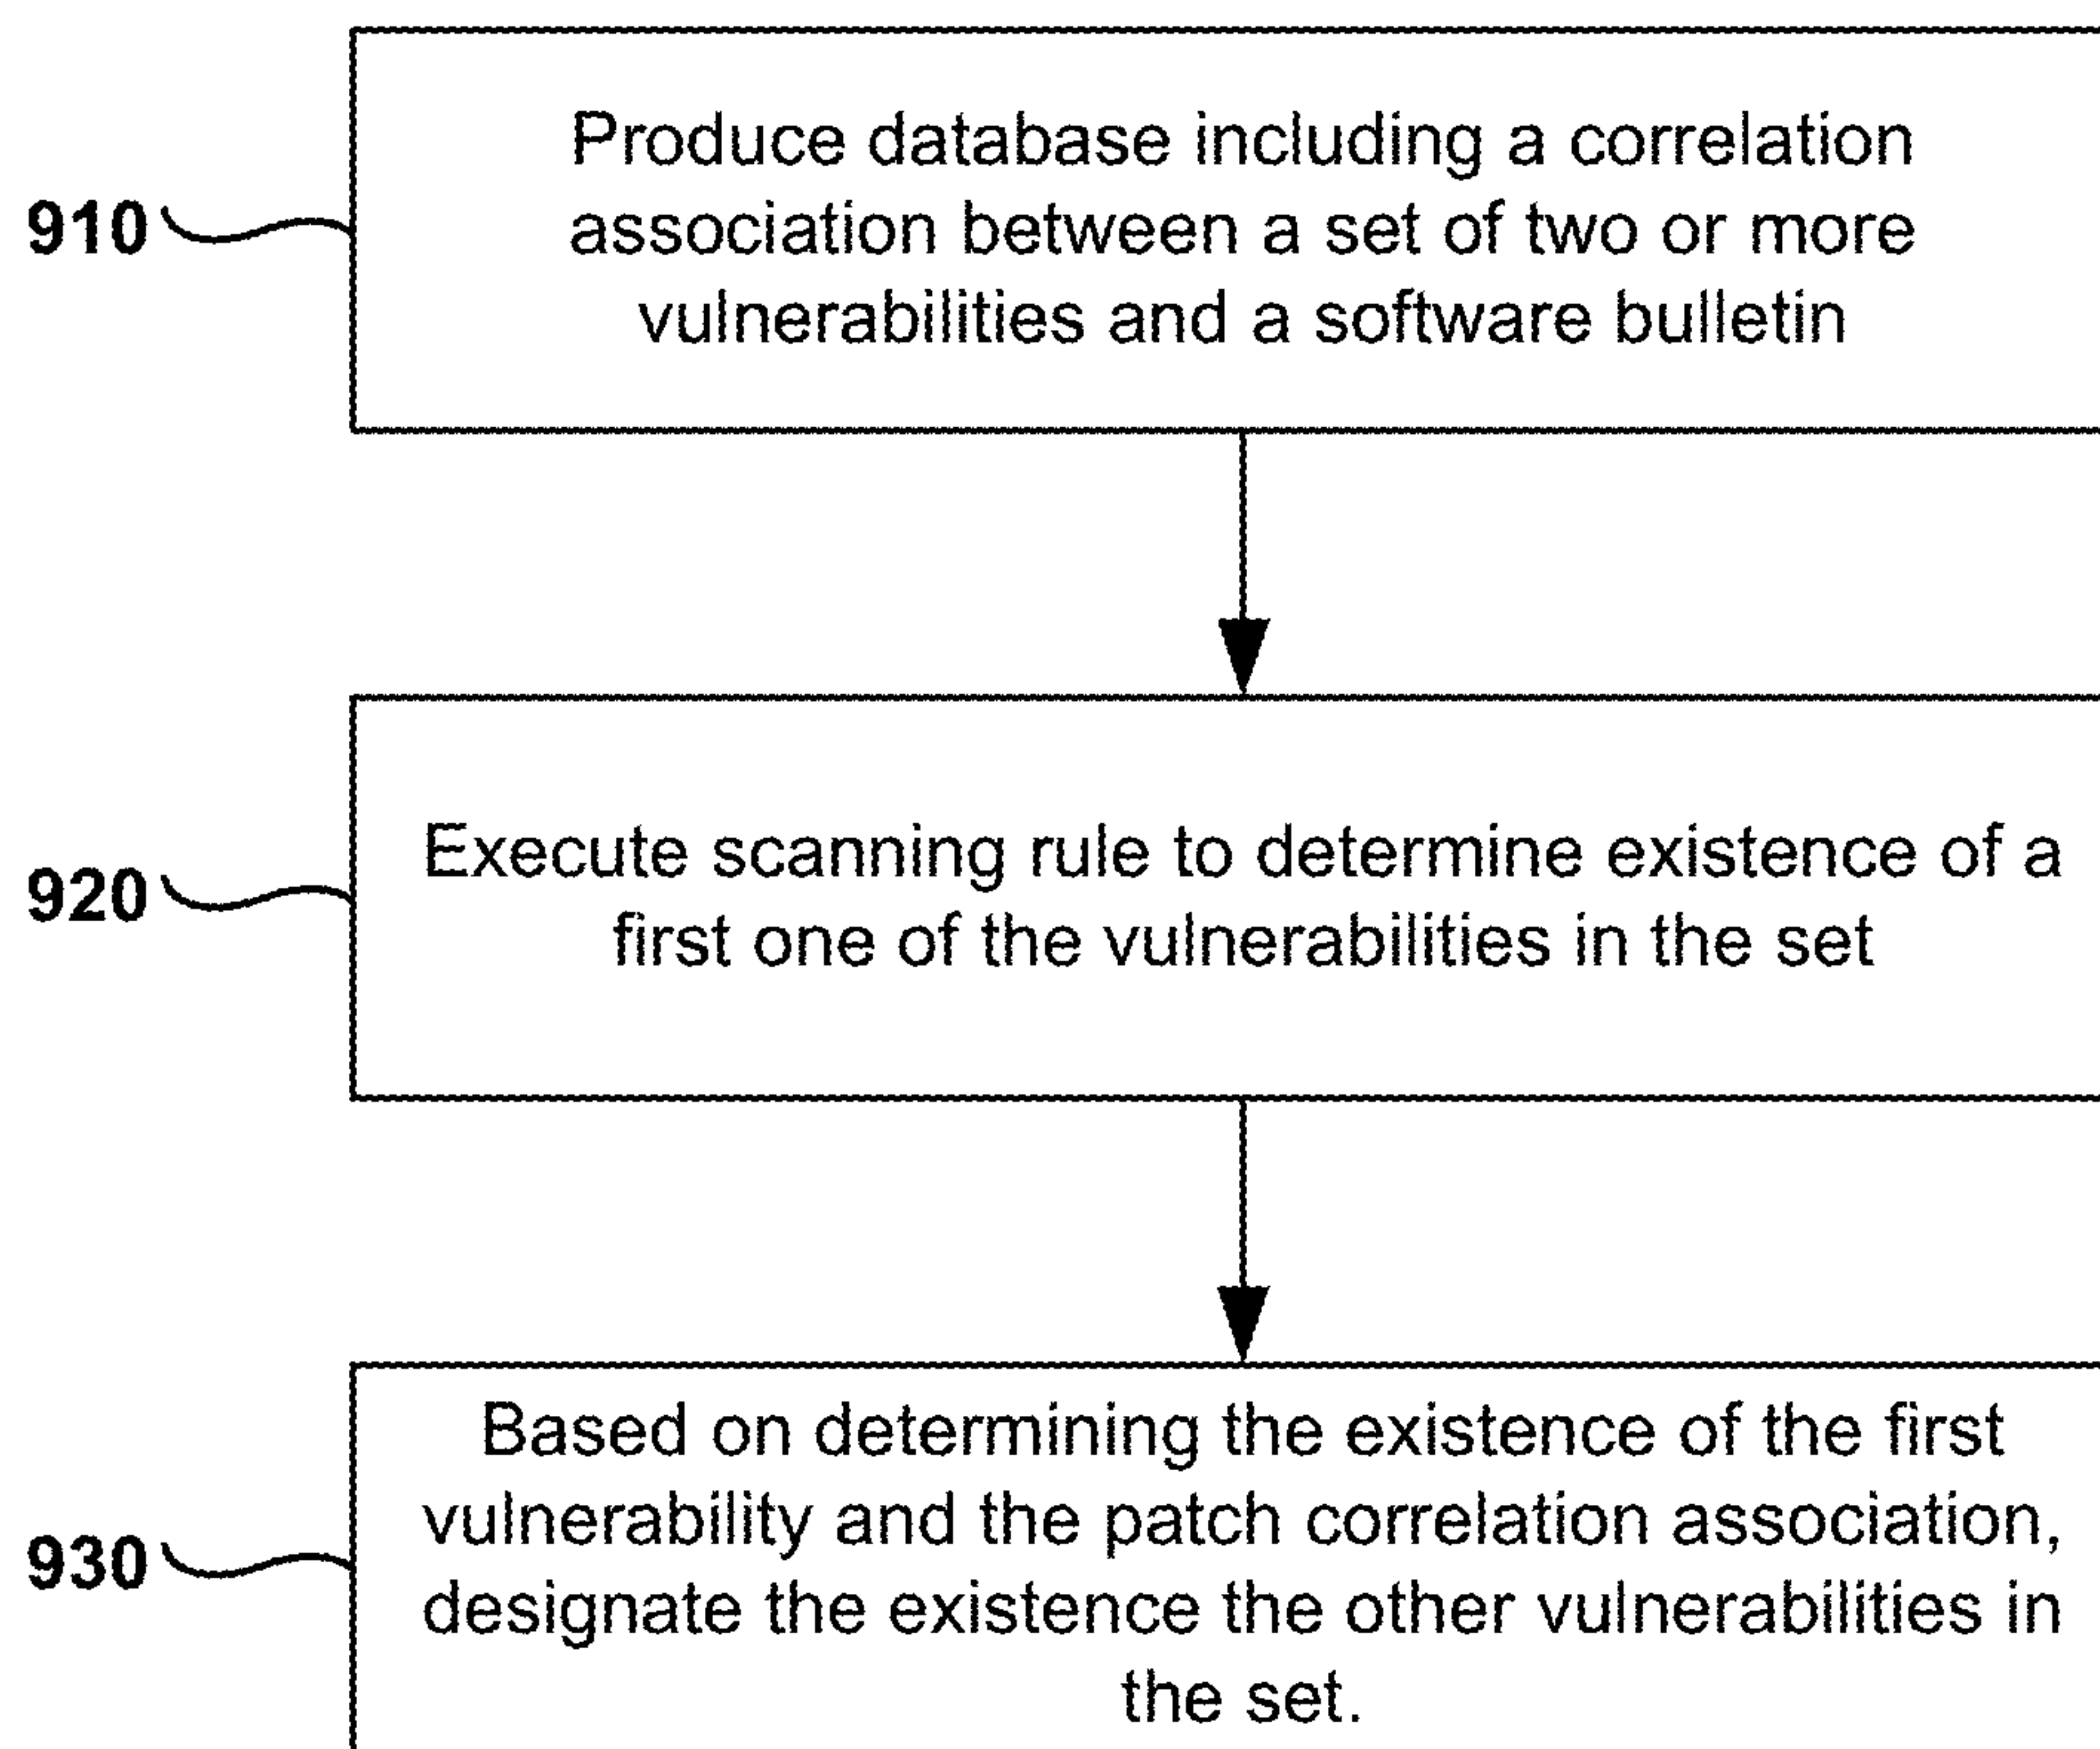 Produce database including a correlation
910
association between a set of two or more
vulnerabilities and a software bulletin
Execute scanning rule to determine existence of a
920
first one of the vulnerabilities in the set
Based on determining the existence of the first
vulnerability and the patch correlation association,
930
designate the existence the other vulnerabilities in
the set.